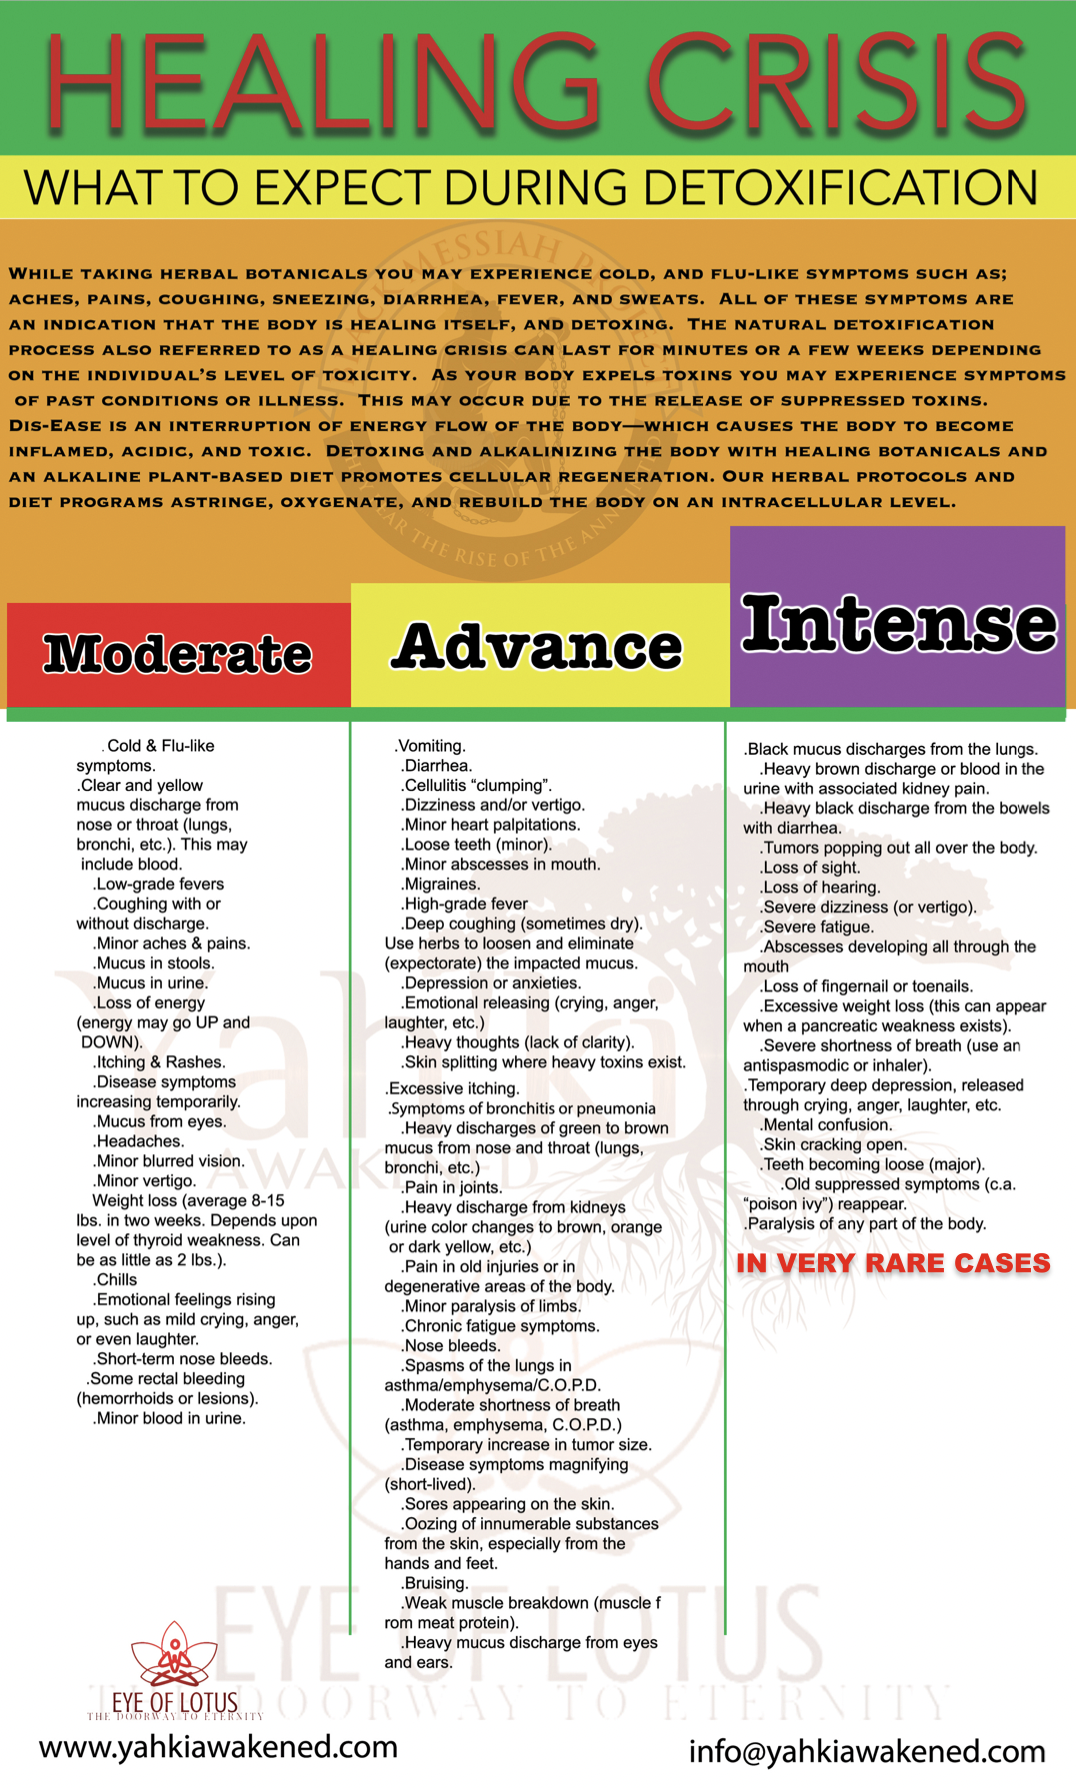 HEALING CRISIS
WHAT TO EXPECT DURING DETOXIFICATION
WHILE TAKING HERBAL BOTANICALS YOU MAY EXPERIENCE COLD, AND FLU-LIKE SYMPTOMS SUCH AS;
ACHES, PAINS, COUGHING, SNEEZING, DIARRHEA, FEVER, AND SWEATS. ALL OF THESE SYMPTOMS ARE
AN INDICATION THAT THE BODY IS HEALING ITSELF, AND DETOXING. THE NATURAL DETOXIFICATION
PROCESS ALSO REFERRED TO AS A HEALING CRISIS CAN LAST FOR MINUTES OR A FEW WEEKS DEPENDING
ON THE INDIVIDUAL'S LEVEL OF TOXICITY. AS YOUR BODY EXPELS TOXINS YOU MAY EXPERIENCE SYMPTOMS
OF PAST CONDITIONS OR ILLNESS. THIS MAY OCCUR DUE TO THE RELEASE OF SUPPRESSED TOXINS.
DIS-EASE IS AN INTERRUPTION OF ENERGY FLOW OF THE BODY—WHICH CAUSES THE BODY TO BECOME
INFLAMED, ACIDIC, AND TOXIC. DETOXING AND ALKALINIZING THE BODY WITH HEALING BOTANICALS AND
AN ALKALINE PLANT-BASED DIET PROMOTES CELLULAR REGENERATION. OUR HERBAL PROTOCOLS AND
DIET PROGRAMS ASTRINGE, OXYGENATE, AND REBUILD THE BODY ON AN INTRACELLULAR LEVEL.
BLACK MESSIAH PROJECT
THE RISE OF THE
Moderate
. Cold & Flu-like
symptoms.
.Clear and yellow
mucus discharge from
nose or throat (lungs,
bronchi, etc.). This may
include blood.
.Low-grade fevers
.Coughing with or
without discharge.
.Minor aches & pains.
.Mucus in stools.
.Mucus in urine.
.Loss of energy
(energy may go UP and
DOWN).
.Itching & Rashes.
.Disease symptoms
increasing temporarily.
.Mucus from eyes.
.Headaches.
.Minor blurred vision.
.Minor vertigo.
Weight loss (average 8-15
lbs. in two weeks. Depends upon
level of thyroid weakness. Can
be as little as 2 lbs.).
.Chills
.Emotional feelings rising
up, such as mild crying, anger,
or even laughter.
.Short-term nose bleeds.
.Some rectal bleeding
(hemorrhoids or lesions).
.Minor blood in urine.
Advance
.Vomiting.
.Diarrhea.
.Cellulitis “clumping”.
.Dizziness and/or vertigo.
.Minor heart palpitations.
.Loose teeth (minor).
.Minor abscesses in mouth.
.Migraines.
.High-grade fever
.Deep coughing (sometimes dry).
Use herbs to loosen and eliminate
(expectorate) the impacted mucus.
.Depression or anxieties.
.Emotional releasing (crying, anger,
laughter, etc.)
.Heavy thoughts (lack of clarity).
.Skin splitting where heavy toxins exist.
.Excessive itching.
.Symptoms of bronchitis or pneumonia
.Heavy discharges of green to brown
mucus from nose and throat (lungs,
bronchi, etc.)
.Pain in joints.
.Heavy discharge from kidneys
(urine color changes to brown, orange
or dark yellow, etc.)
.Pain in old injuries or in
degenerative areas of the body.
.Minor paralysis of limbs.
.Chronic fatigue symptoms.
.Nose bleeds.
.Spasms of the lungs in
asthma/emphysema/C.O.P.D.
.Moderate shortness of breath
(asthma, emphysema, C.O.P.D.)
.Temporary increase in tumor size.
.Disease symptoms magnifying
(short-lived).
.Sores appearing on the skin.
.Oozing of innumerable substances
from the skin, especially from the
hands and feet.
.Bruising.
.Weak muscle breakdown (muscle f
rom meat protein).
.Heavy mucus discharge from eyes
and ears.
Intense
.Black mucus discharges from the lungs.
.Heavy brown discharge or blood in the
urine with associated kidney pain.
.Heavy black discharge from the bowels
with diarrhea.
.Tumors popping out all over the body.
.Loss of sight.
.Loss of hearing.
.Severe dizziness (or vertigo).
.Severe fatigue.
.Abscesses developing all through the
mouth
.Loss of fingernail or toenails.
.Excessive weight loss (this can appear
when a pancreatic weakness exists).
.Severe shortness of breath (use an
antispasmodic or inhaler).
.Temporary deep depression, released
through crying, anger, laughter, etc.
.Mental confusion.
.Skin cracking open.
.Teeth becoming loose (major).
.Old suppressed symptoms (c.a.
“poison ivy”) reappear.
.Paralysis of any part of the body.
IN VERY RARE CASES
Yahki
AWAKENED
EYE OF LOTUS
THE DOORWAY TO ETERNITY
EYE OF LOTUS
THE DOORWAY TO ETERNITY
www.yahkiawakened.com
info@yahkiawakened.com